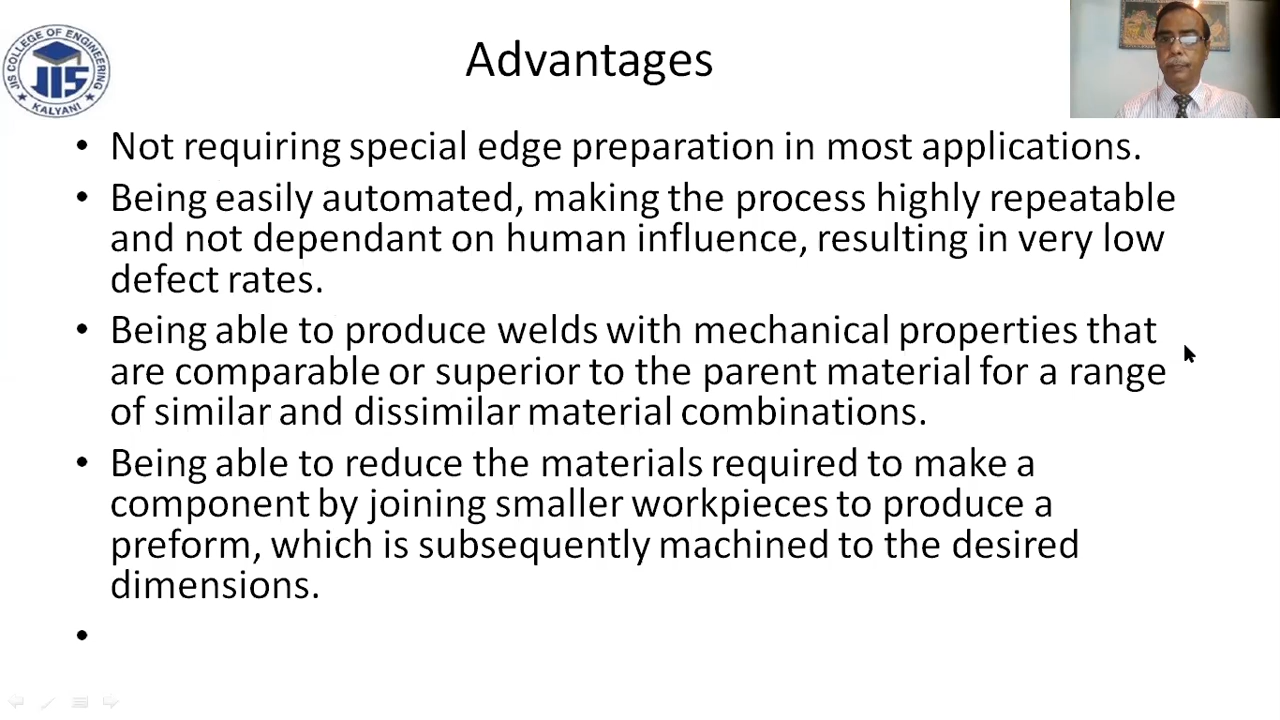 JIS COLLEGE OF ENGINEERING
JIS
KALYANI
Advantages
• Not requiring special edge preparation in most applications.
• Being easily automated, making the process highly repeatable
and not dependant on human influence, resulting in very low
defect rates.
• Being able to produce welds with mechanical properties that
are comparable or superior to the parent material for a range
of similar and dissimilar material combinations.
• Being able to reduce the materials required to make a
component by joining smaller workpieces to produce a
preform, which is subsequently machined to the desired
dimensions.
•